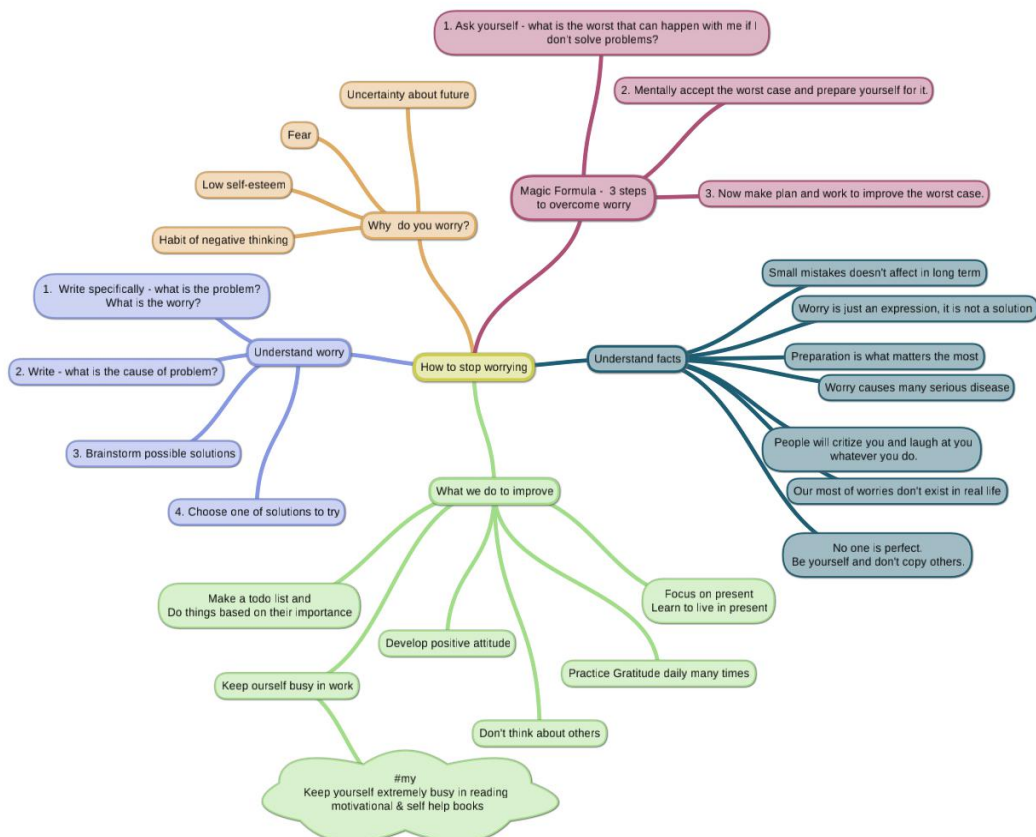 1. Ask yourself - what is the worst that can happen with me if I
don't solve problems?
2. Mentally accept the worst case and prepare yourself for it.
3. Now make plan and work to improve the worst case.
Magic Formula - 3 steps
to overcome worry
Uncertainty about future
Fear
Low self-esteem
Habit of negative thinking
Why do you worry?
1. Write specifically - what is the problem?
What is the worry?
2. Write - what is the cause of problem?
3. Brainstorm possible solutions
4. Choose one of solutions to try
Understand worry
How to stop worrying
Understand facts
Small mistakes doesn't affect in long term
Worry is just an expression, it is not a solution
Preparation is what matters the most
Worry causes many serious disease
People will critize you and laugh at you
whatever you do.
Our most of worries don't exist in real life
No one is perfect.
Be yourself and don't copy others.
What we do to improve
Make a todo list and
Do things based on their importance
Keep ourself busy in work
#my
Keep yourself extremely busy in reading
motivational & self help books
Develop positive attitude
Don't think about others
Practice Gratitude daily many times
Focus on present
Learn to live in present